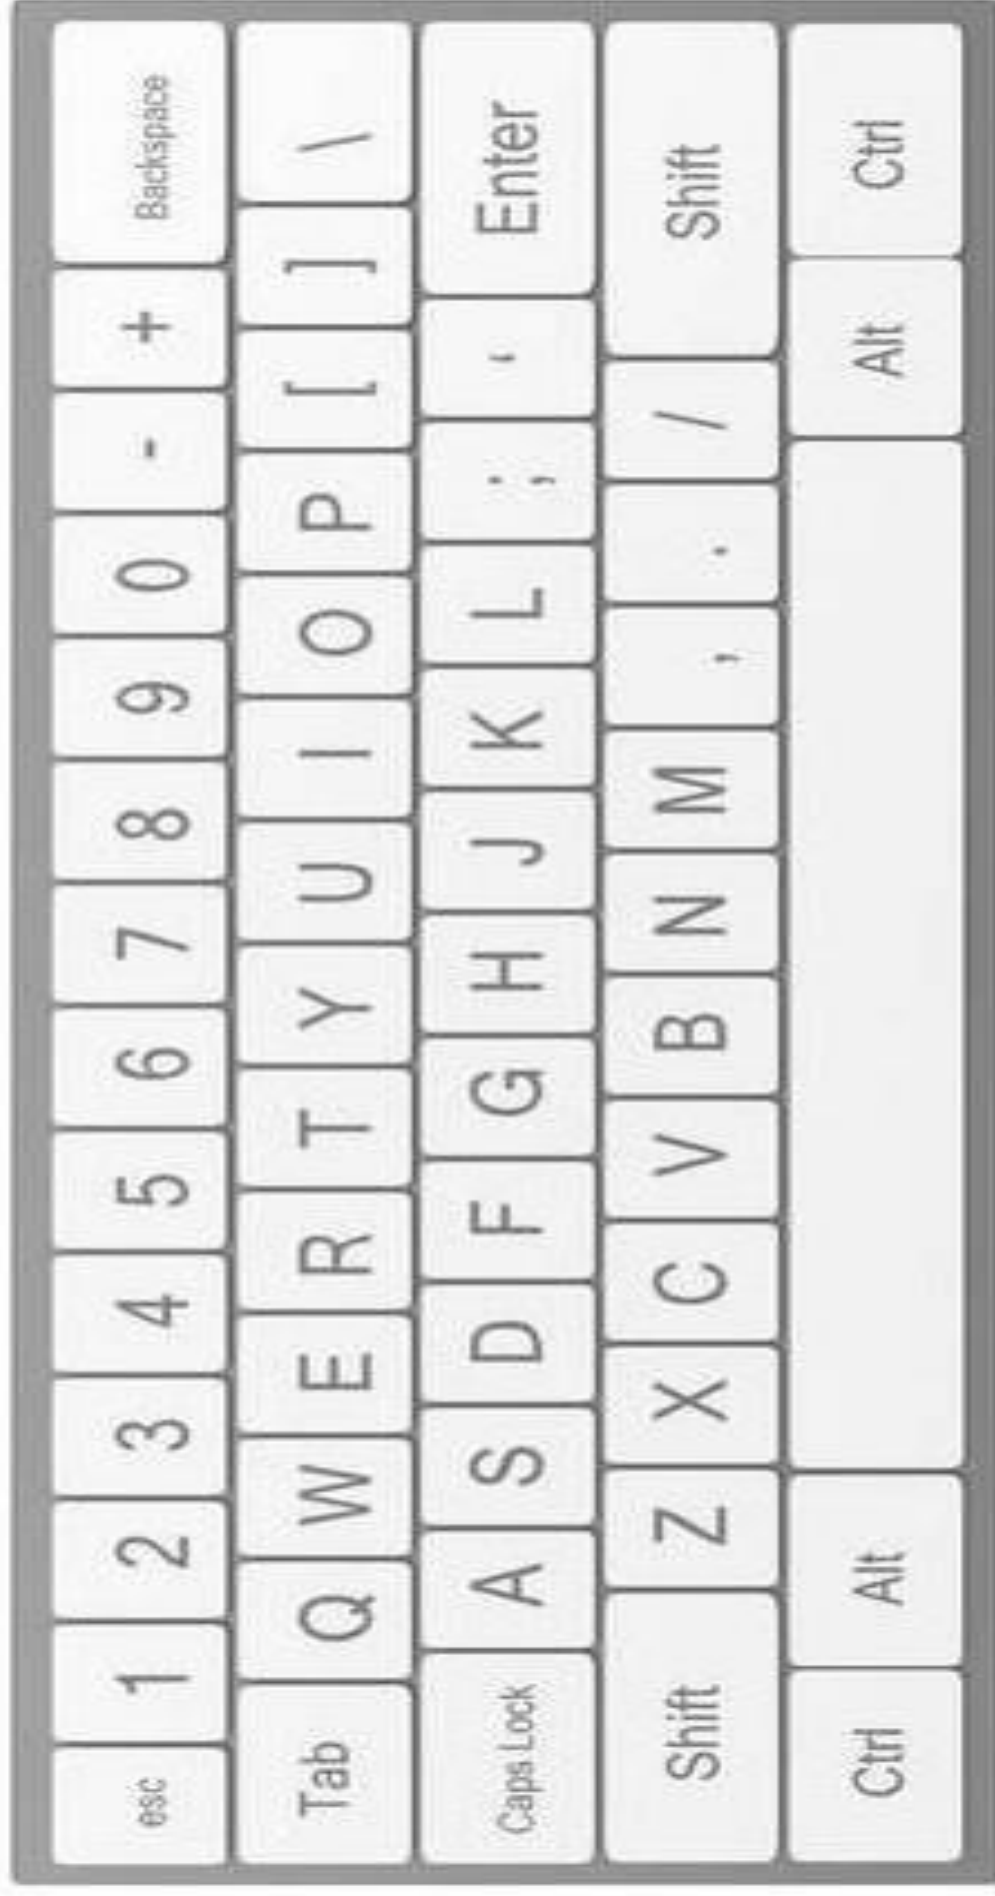 esc 1 2 3 4 5 6 7 8 9 0 - + Backspace
Tab Q W E R T Y U I O P [ ] \
Caps Lock A S D F G H J K L ; ' Enter
Shift Z X C V B N M , . / Shift
Ctrl Alt Alt Ctrl